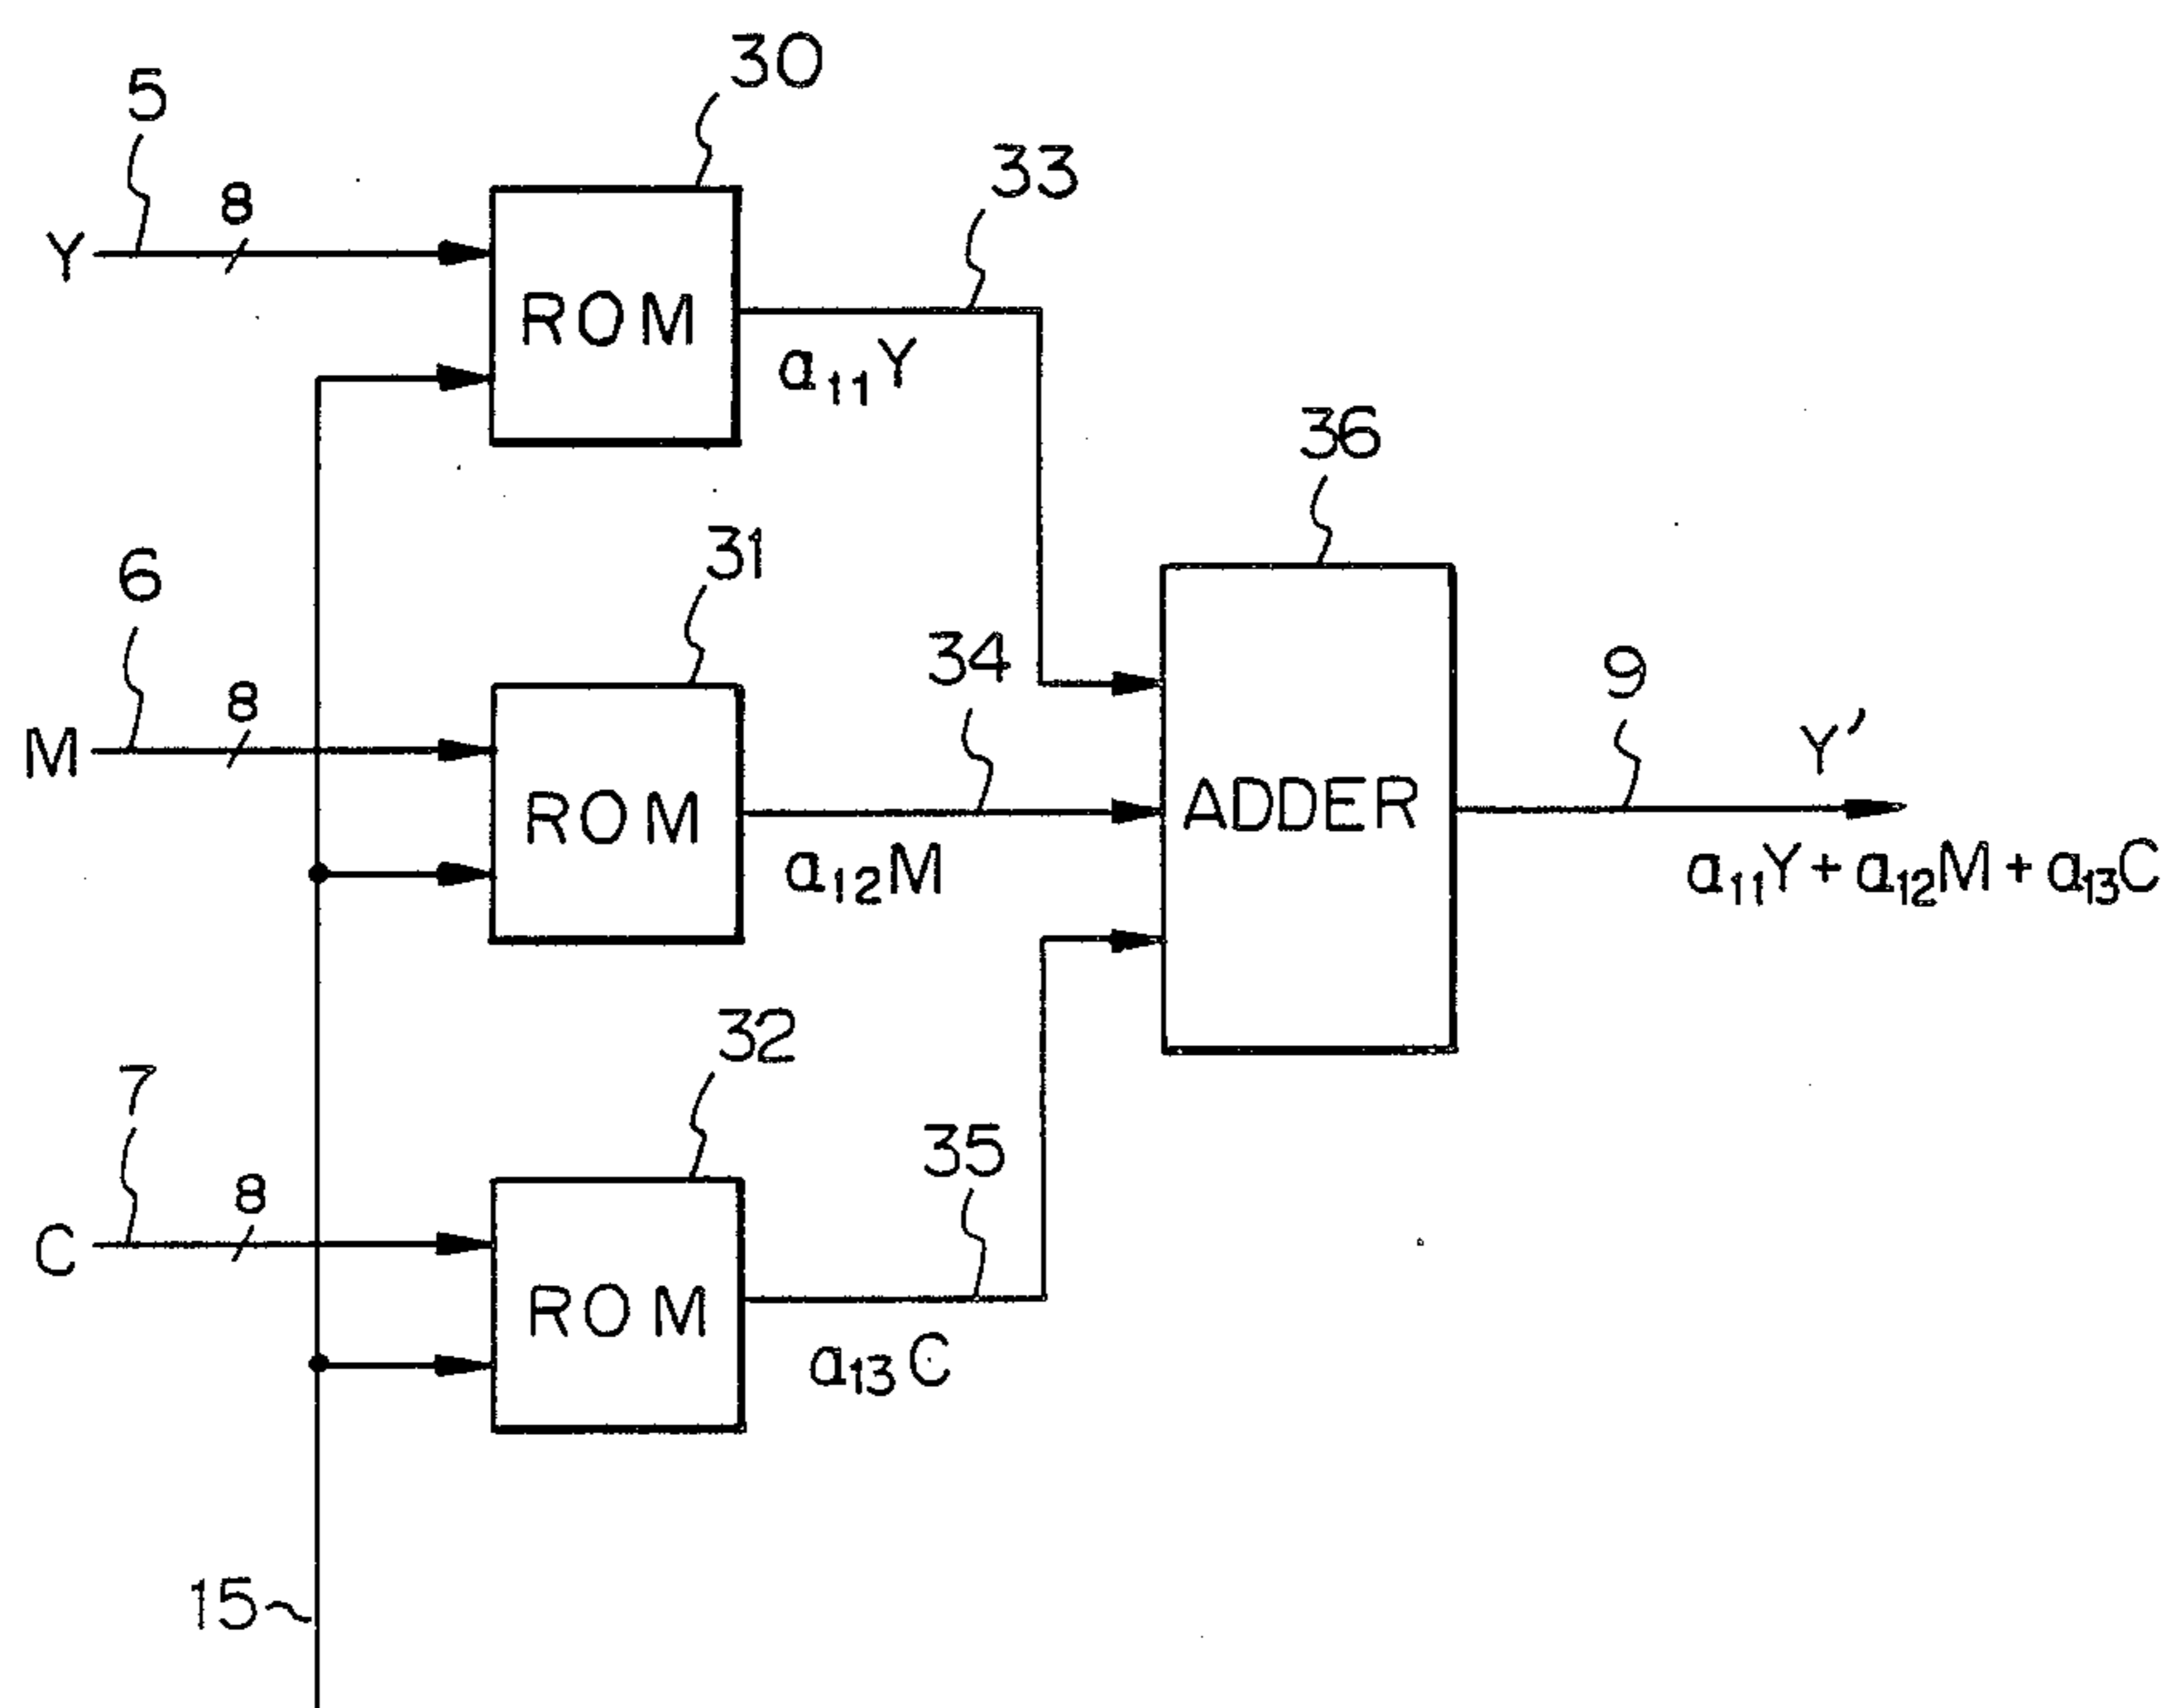 30
5
33
8
Y
ROM
a₁₁Y
36
31
6
34
9
8
Y'
M
ROM
ADDER
a₁₂M
a₁₁Y + a₁₂M + a₁₃C
32
7
35
8
C
ROM
a₁₃C
15